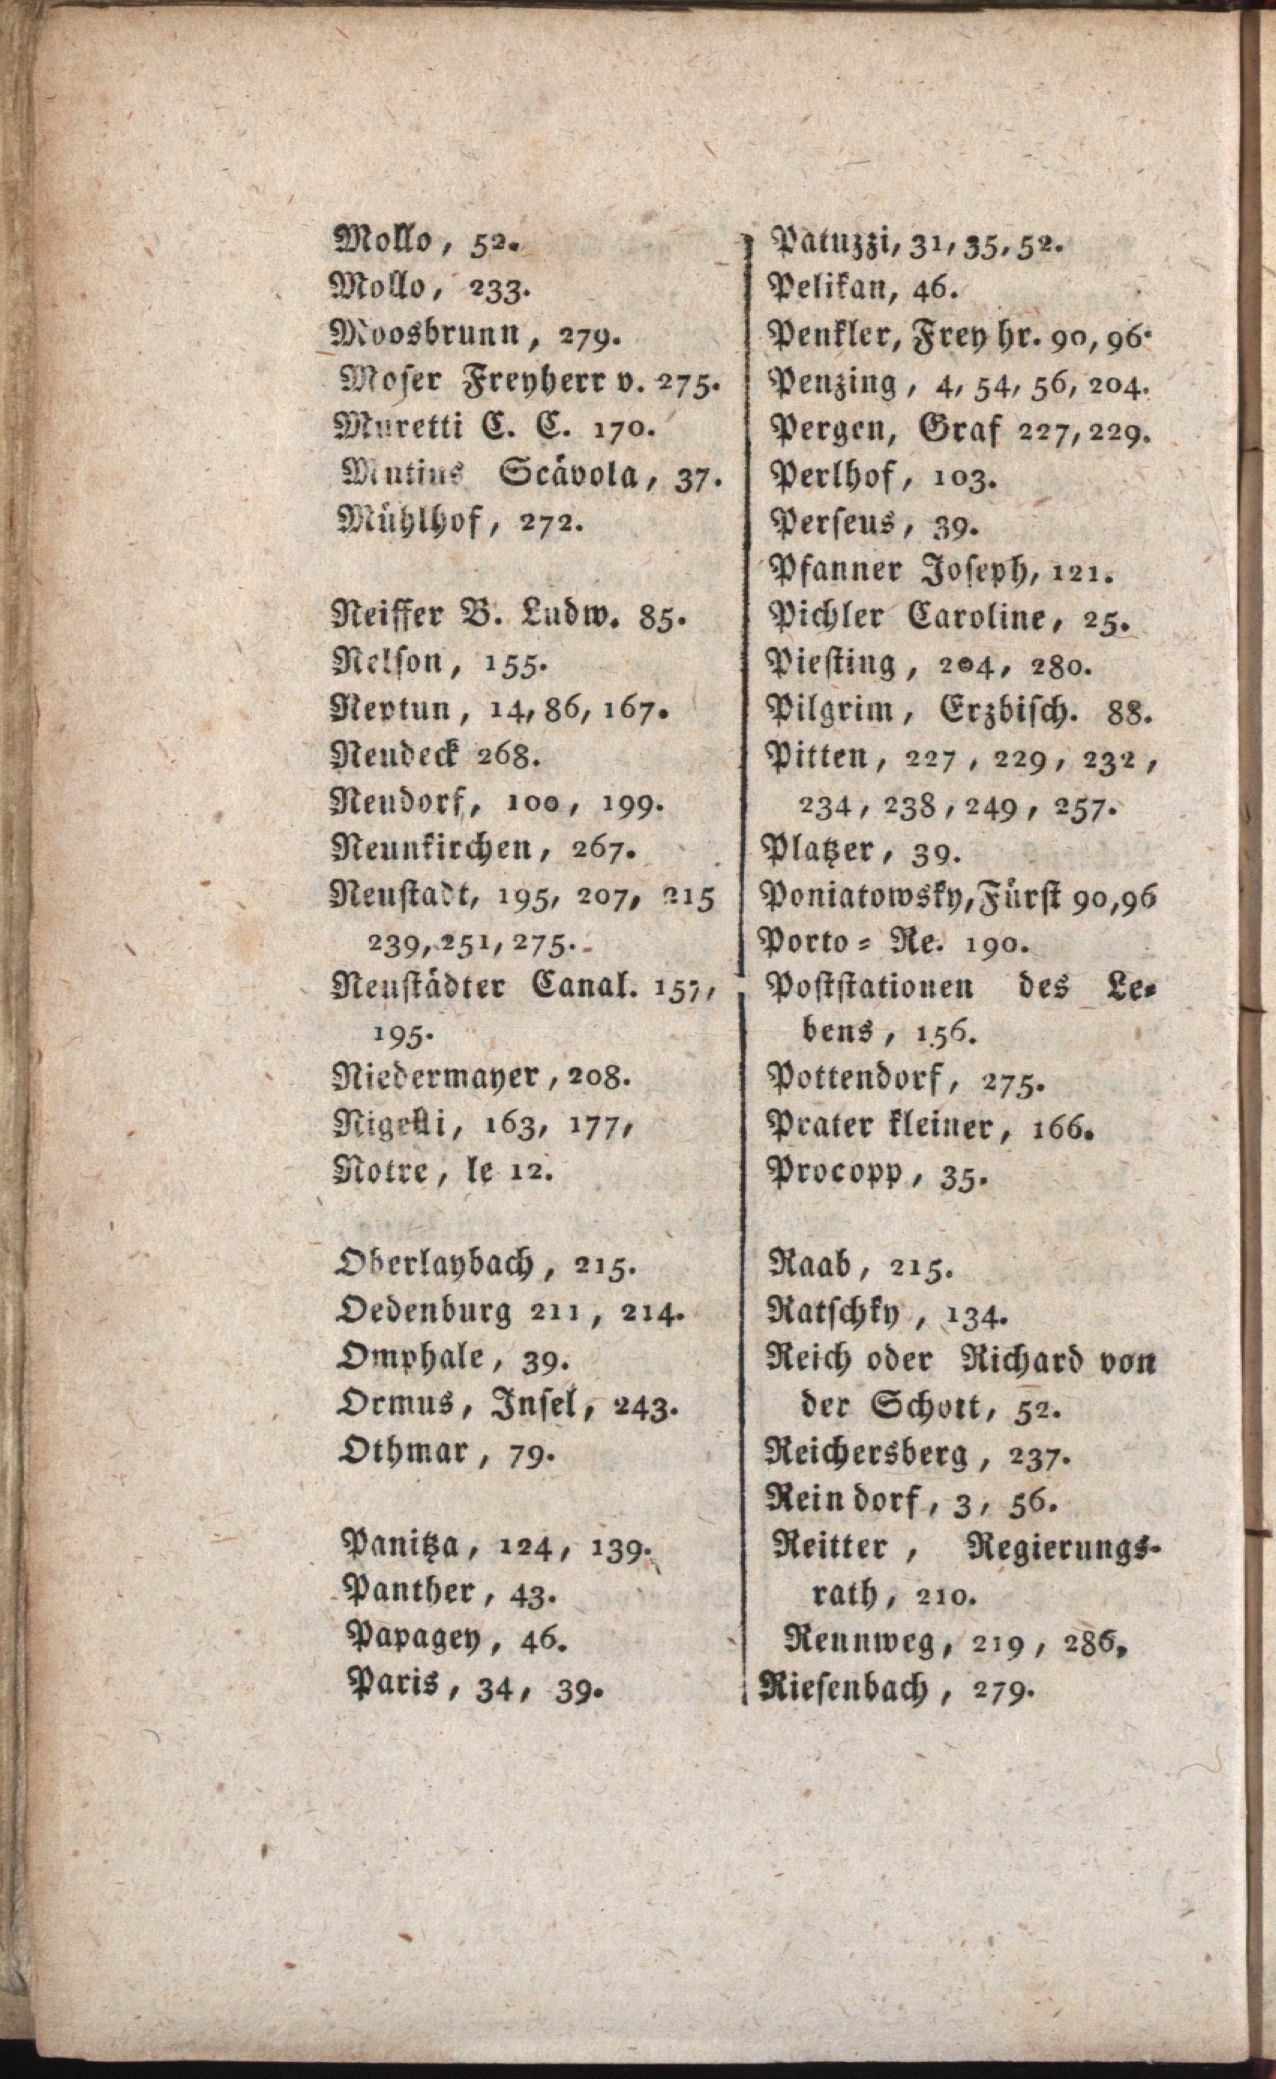 Mollo, 52.
Mollo, 233.
Moosbrunn, 279.
Moser Freyherr v. 275.
Muretti C. C. 170.
Mutius Scävola, 37.
Mühlhof, 272.
Neiffer B. Ludw. 85.
Nelson, 155.
Neptun, 14, 86, 167.
Neudeck 268.
Neudorf, 100, 199.
Neunkirchen, 267.
Neustadt, 195, 207, 215
239, 251, 275.
Neustädter Canal. 157,
195.
Niedermayer, 208.
Nigelli, 163, 177,
Notre, le 12.
Oberlaybach, 215.
Oedenburg 211, 214.
Omphale, 39.
Ormus, Insel, 243.
Othmar, 79.
Panitza, 124, 139.
Panther, 43.
Papagey, 46.
Paris, 34, 39.
Patuzzi, 31, 35, 52.
Pelikan, 46.
Penkler, Freyhr. 90, 96.
Penzing, 4, 54, 56, 204.
Pergen, Graf 227, 229.
Perlhof, 103.
Perseus, 39.
Pfanner Joseph, 121.
Pichler Caroline, 25.
Piesting, 204, 280.
Pilgrim, Erzbisch. 88.
Pitten, 227, 229, 232,
234, 238, 249, 257.
Platzer, 39.
Poniatowsky, Fürst 90, 96
Porto-Re. 190.
Poststationen des Le-
bens, 156.
Pottendorf, 275.
Prater kleiner, 166.
Procopp, 35.
Raab, 215.
Ratschky, 134.
Reich oder Richard von
der Schott, 52.
Reichersberg, 237.
Reindorf, 3, 56.
Reitter, Regierungs-
rath, 210.
Rennweg, 219, 286.
Riesenbach, 279.